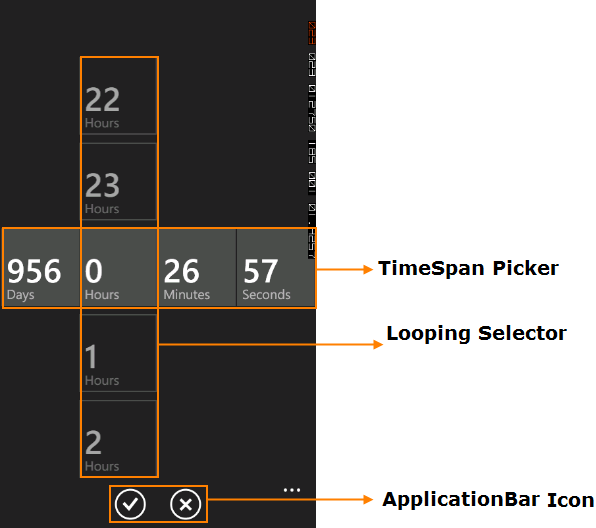 22
Hours
23
Hours
956
Days
0
Hours
26
Minutes
57
Seconds
TimeSpan Picker
1
Hours
Looping Selector
2
Hours
...
ApplicationBar Icon